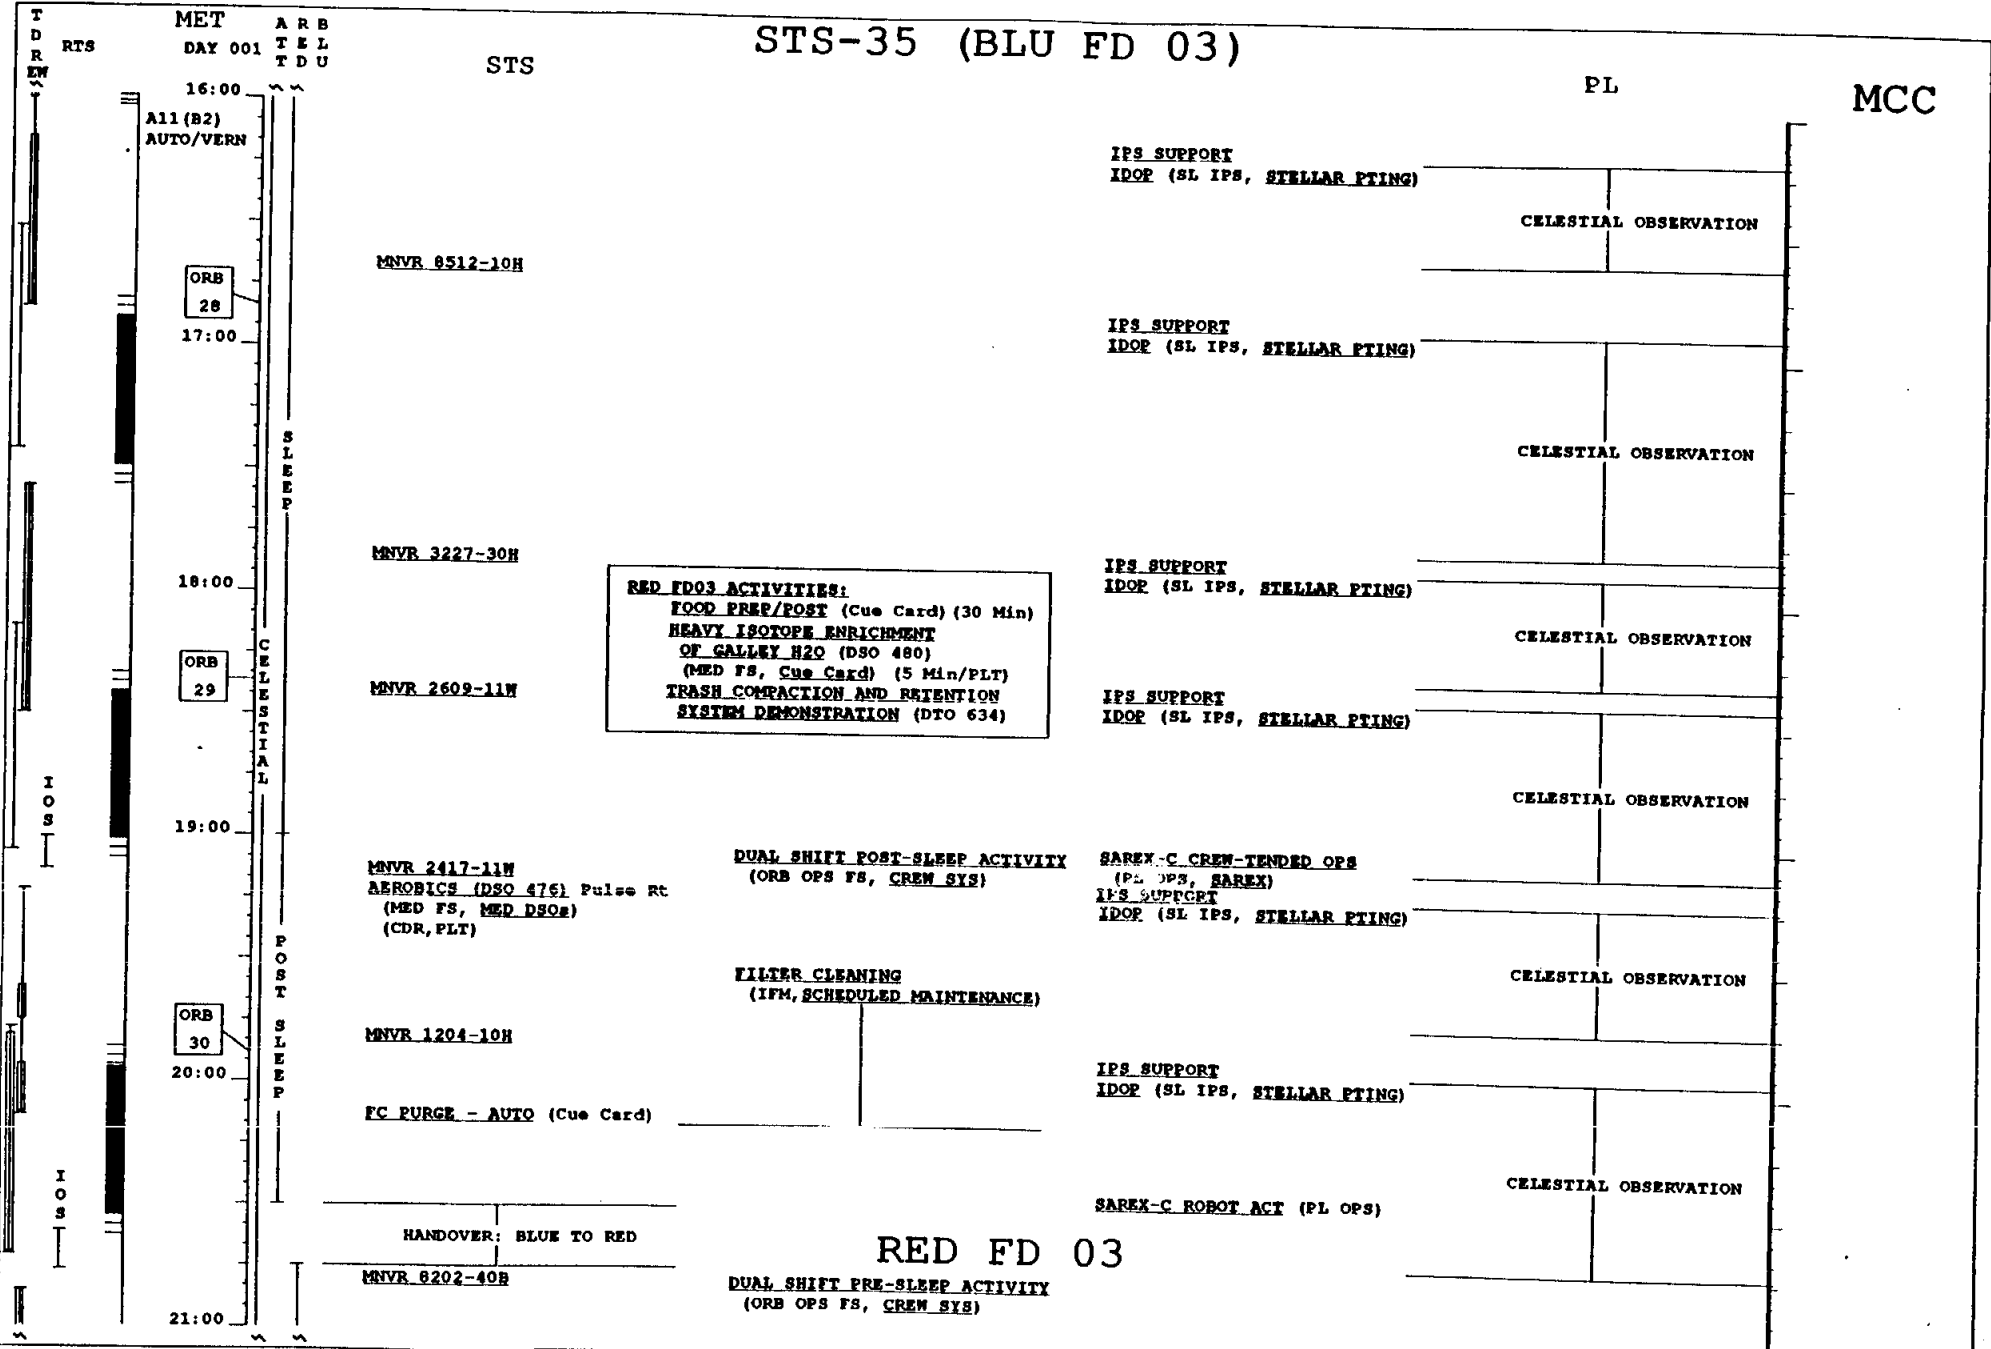 STS-35 (BLU FD 03)
TDREW
RTS
MET
DAY 001
ATT
RED
BLU
STS
PL
MCC
16:00
A11(B2)
AUTO/VERN
IPS SUPPORT
IDOP (SL IPS, STELLAR PTING)
CELESTIAL OBSERVATION
MNVR 8512-10H
ORB
28
17:00
IPS SUPPORT
IDOP (SL IPS, STELLAR PTING)
SLEEP
CELESTIAL OBSERVATION
MNVR 3227-30H
18:00
IPS SUPPORT
IDOP (SL IPS, STELLAR PTING)
RED FD03 ACTIVITIES:
FOOD PREP/POST (Cue Card) (30 Min)
HEAVY ISOTOPE ENRICHMENT
OF GALLEY H2O (DSO 480)
(MED FS, Cue Card) (5 Min/PLT)
TRASH COMPACTION AND RETENTION
SYSTEM DEMONSTRATION (DTO 634)
CELESTIAL OBSERVATION
CELESTIAL
ORB
29
MNVR 2609-11W
IPS SUPPORT
IDOP (SL IPS, STELLAR PTING)
IOS
CELESTIAL OBSERVATION
19:00
MNVR 2417-11W
AEROBICS (DSO 476) Pulse Rt
(MED FS, MED DSOs)
(CDR,PLT)
DUAL SHIFT POST-SLEEP ACTIVITY
(ORB OPS FS, CREW SYS)
SAREX-C CREW-TENDED OPS
(PL OPS, SAREX)
IPS SUPPORT
IDOP (SL IPS, STELLAR PTING)
POST SLEEP
FILTER CLEANING
(IFM,SCHEDULED MAINTENANCE)
CELESTIAL OBSERVATION
ORB
30
MNVR 1204-10H
20:00
IPS SUPPORT
IDOP (SL IPS, STELLAR PTING)
FC PURGE - AUTO (Cue Card)
IOS
CELESTIAL OBSERVATION
SAREX-C ROBOT ACT (PL OPS)
HANDOVER: BLUE TO RED
RED FD 03
MNVR 8202-40B
DUAL SHIFT PRE-SLEEP ACTIVITY
(ORB OPS FS, CREW SYS)
21:00